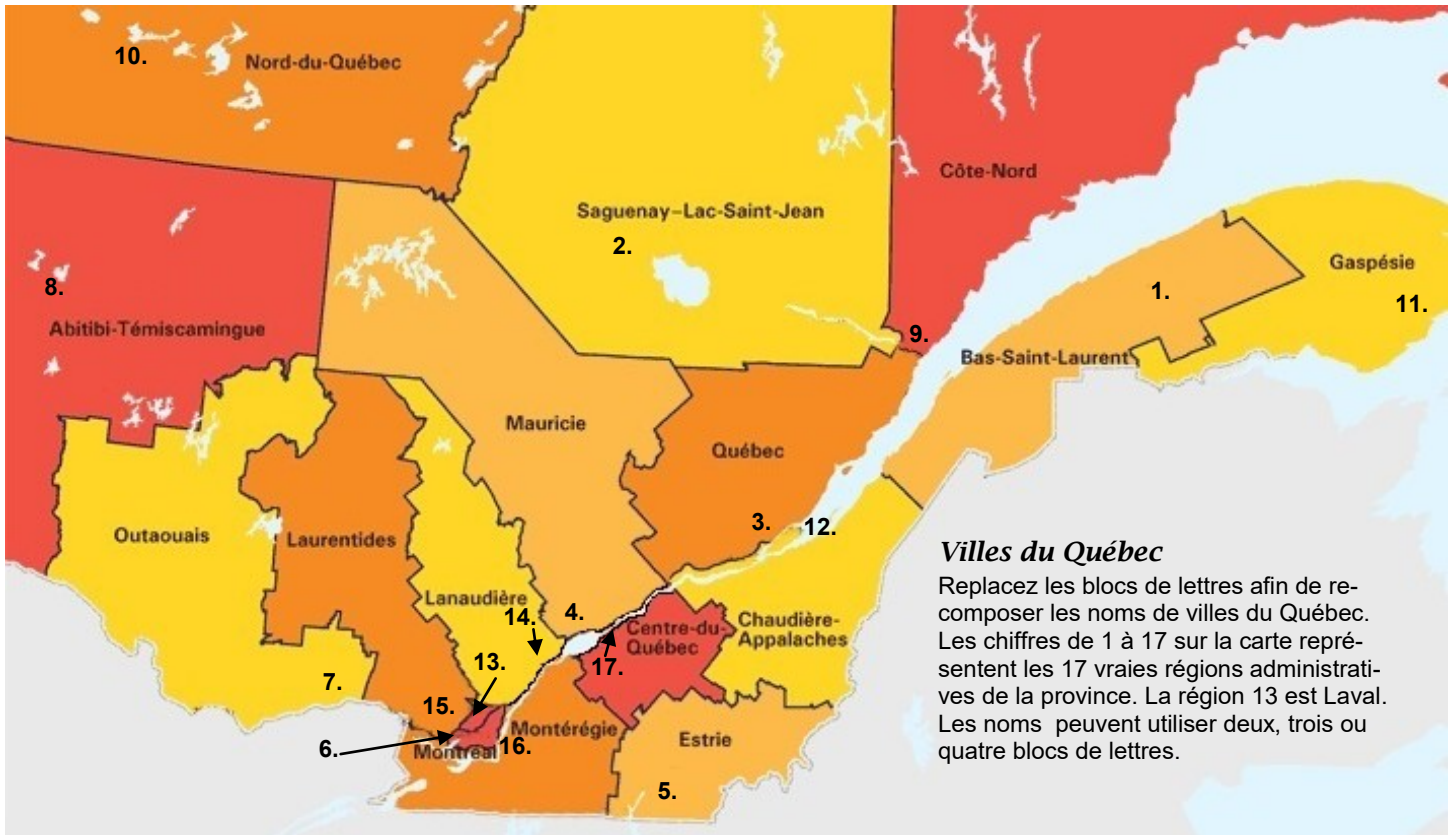 10.
Nord-du-Québec
Côte-Nord
Saguenay–Lac-Saint-Jean
2.
Gaspésie
8.
1.
11.
Abitibi-Témiscamingue
9.
Bas-Saint-Laurent
Mauricie
Québec
3.
12.
Outaouais
Laurentides
Villes du Québec
Replacez les blocs de lettres afin de re-
composer les noms de villes du Québec.
Les chiffres de 1 à 17 sur la carte repré-
sentent les 17 vraies régions administrati-
ves de la province. La région 13 est Laval.
Les noms peuvent utiliser deux, trois ou
quatre blocs de lettres.
Lanaudière
14.
4.
Centre-du-
Québec
Chaudière-
Appalaches
17.
13.
7.
15.
6.
Montréal
16.
Montérégie
Estrie
5.